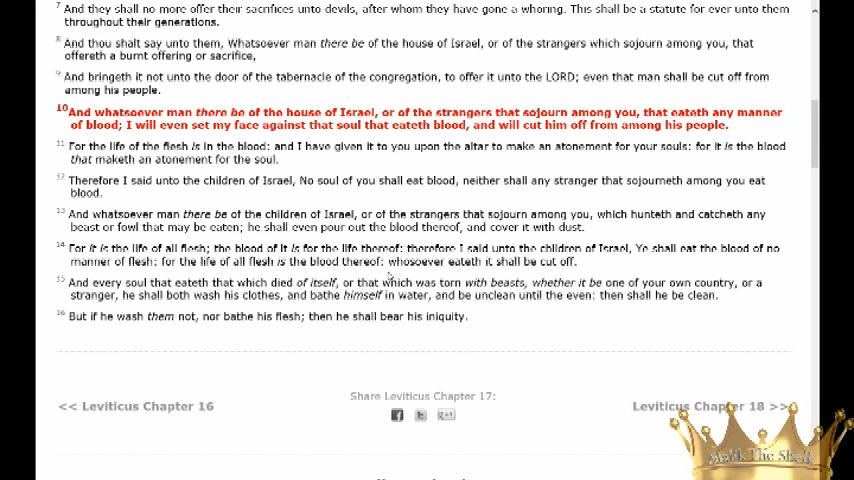 7 And they shall no more offer their sacrifices unto devils, after whom they have gone a whoring. This shall be a statute for ever unto them
throughout their generations.
8 And thou shalt say unto them, Whatsoever man there be of the house of Israel, or of the strangers which sojourn among you, that
offereth a burnt offering or sacrifice,
9 And bringeth it not unto the door of the tabernacle of the congregation, to offer it unto the LORD; even that man shall be cut off from
among his people.
10 And whatsoever man there be of the house of Israel, or of the strangers that sojourn among you, that eateth any manner
of blood; I will even set my face against that soul that eateth blood, and will cut him off from among his people.
11 For the life of the flesh is in the blood: and I have given it to you upon the altar to make an atonement for your souls: for it is the blood
that maketh an atonement for the soul.
12 Therefore I said unto the children of Israel, No soul of you shall eat blood, neither shall any stranger that sojourneth among you eat
blood.
13 And whatsoever man there be of the children of Israel, or of the strangers that sojourn among you, which hunteth and catcheth any
beast or fowl that may be eaten; he shall even pour out the blood thereof, and cover it with dust.
14 For it is the life of all flesh; the blood of it is for the life thereof: therefore I said unto the children of Israel, Ye shall eat the blood of no
manner of flesh: for the life of all flesh is the blood thereof: whosoever eateth it shall be cut off.
15 And every soul that eateth that which died of itself, or that which was torn with beasts, whether it be one of your own country, or a
stranger, he shall both wash his clothes, and bathe himself in water, and be unclean until the even: then shall he be clean.
16 But if he wash them not, nor bathe his flesh; then he shall bear his iniquity.
Share Leviticus Chapter 17:
<< Leviticus Chapter 16
Leviticus Chapter 18 >>
g+1